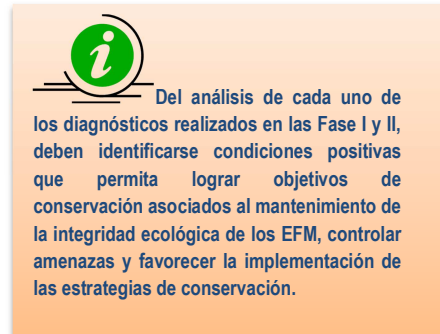 i
Del análisis de cada uno de
los diagnósticos realizados en las Fase I y II,
deben identificarse condiciones positivas
que permita lograr objetivos de
conservación asociados al mantenimiento de
la integridad ecológica de los EFM, controlar
amenazas y favorecer la implementación de
las estrategias de conservación.